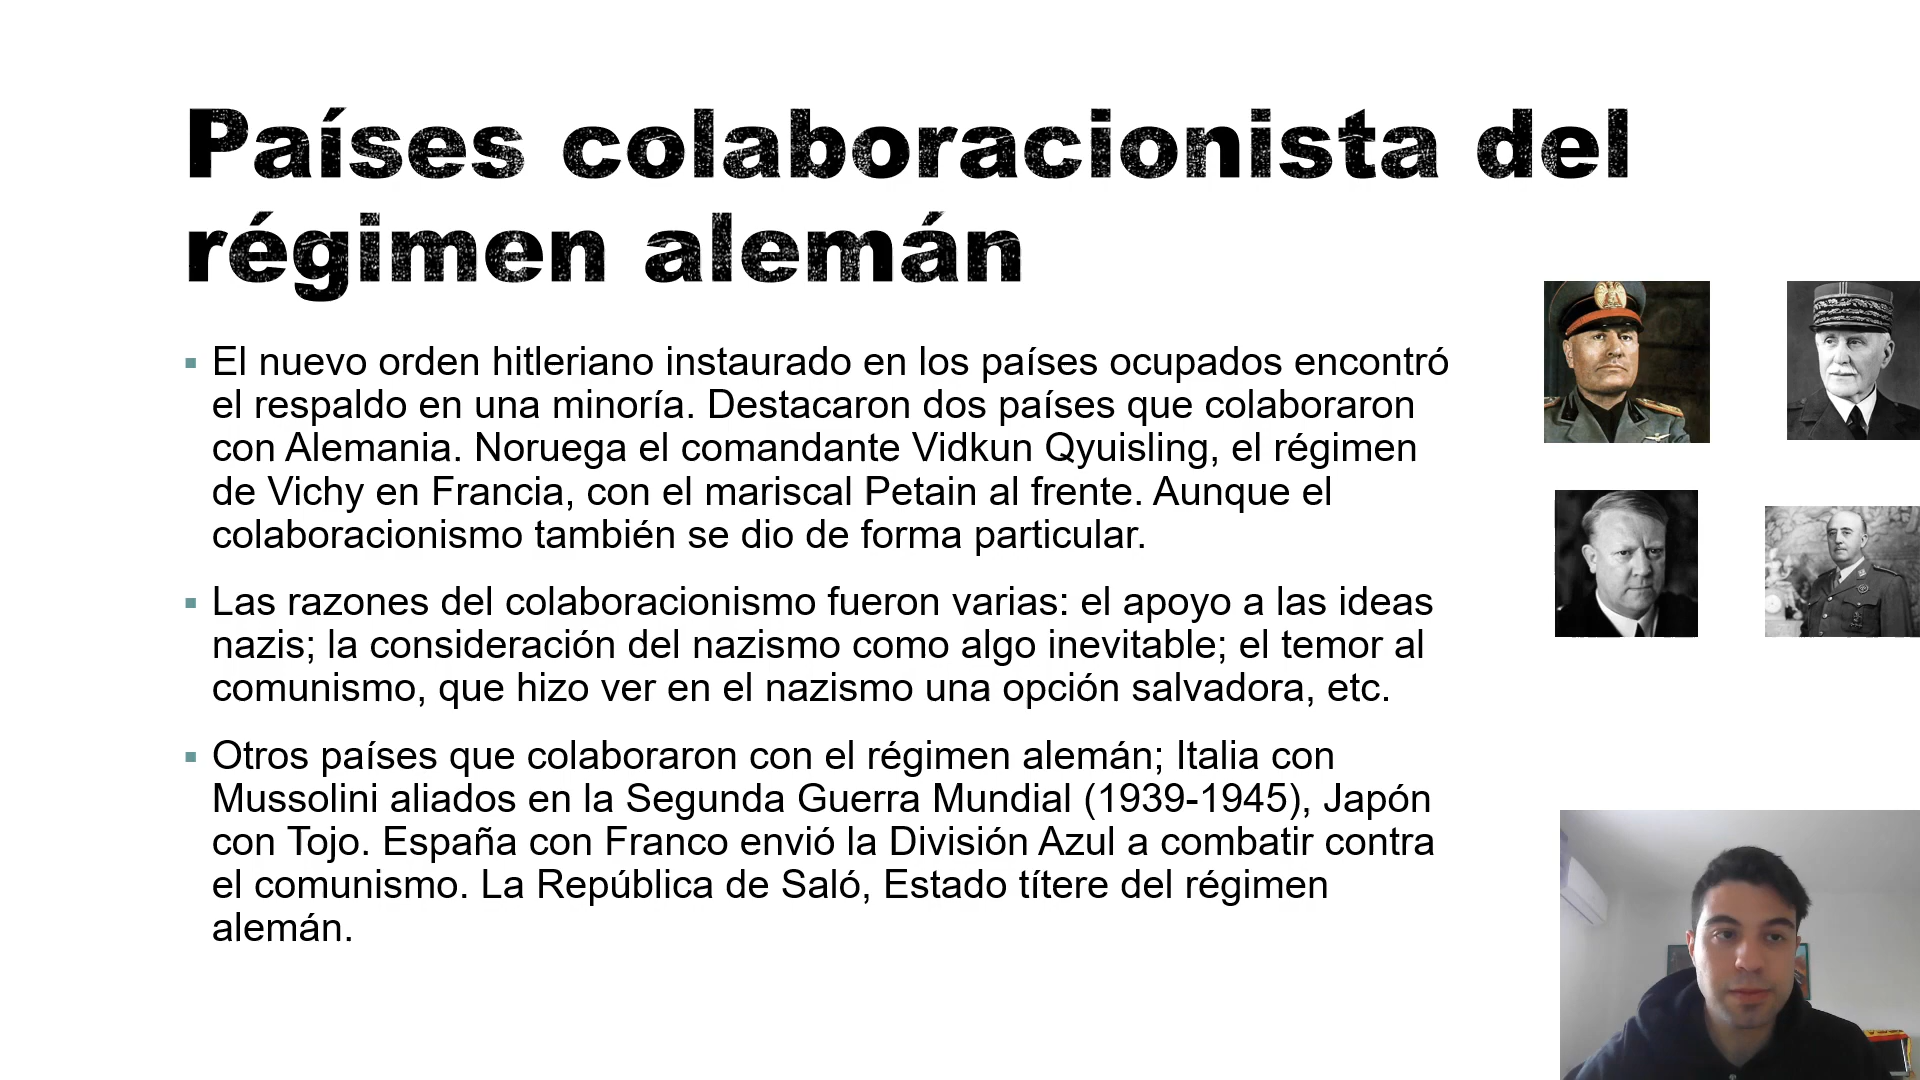 Países colaboracionista del
régimen alemán
El nuevo orden hitleriano instaurado en los países ocupados encontró
el respaldo en una minoría. Destacaron dos países que colaboraron
con Alemania. Noruega el comandante Vidkun Qyuisling, el régimen
de Vichy en Francia, con el mariscal Petain al frente. Aunque el
colaboracionismo también se dio de forma particular.
Las razones del colaboracionismo fueron varias: el apoyo a las ideas
nazis; la consideración del nazismo como algo inevitable; el temor al
comunismo, que hizo ver en el nazismo una opción salvadora, etc.
Otros países que colaboraron con el régimen alemán; Italia con
Mussolini aliados en la Segunda Guerra Mundial (1939-1945), Japón
con Tojo. España con Franco envió la División Azul a combatir contra
el comunismo. La República de Saló, Estado títere del régimen
alemán.